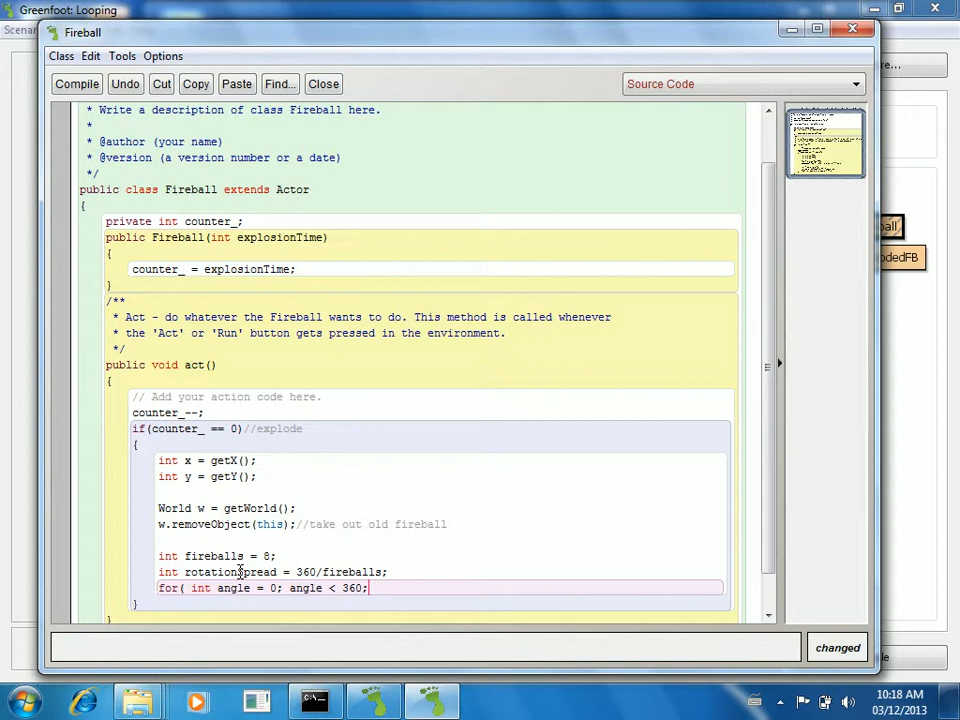 Greenfoot: Looping
Scenar
Fireball
Class Edit Tools Options
Compile Undo Cut Copy Paste Find... Close Source Code
re...
* Write a description of class Fireball here.
*
* @author (your name)
* @version (a version number or a date)
*/
public class Fireball extends Actor
{
private int counter_;
public Fireball(int explosionTime)
{
counter_ = explosionTime;
}
/**
* Act - do whatever the Fireball wants to do. This method is called whenever
* the 'Act' or 'Run' button gets pressed in the environment.
*/
public void act()
{
// Add your action code here.
counter_--;
if(counter_ == 0)//explode
{
int x = getX();
int y = getY();
World w = getWorld();
w.removeObject(this);//take out old fireball
int fireballs = 8;
int rotationSpread = 360/fireballs;
for( int angle = 0; angle < 360;
}
}
all
odedFB
changed
le
10:18 AM
03/12/2013